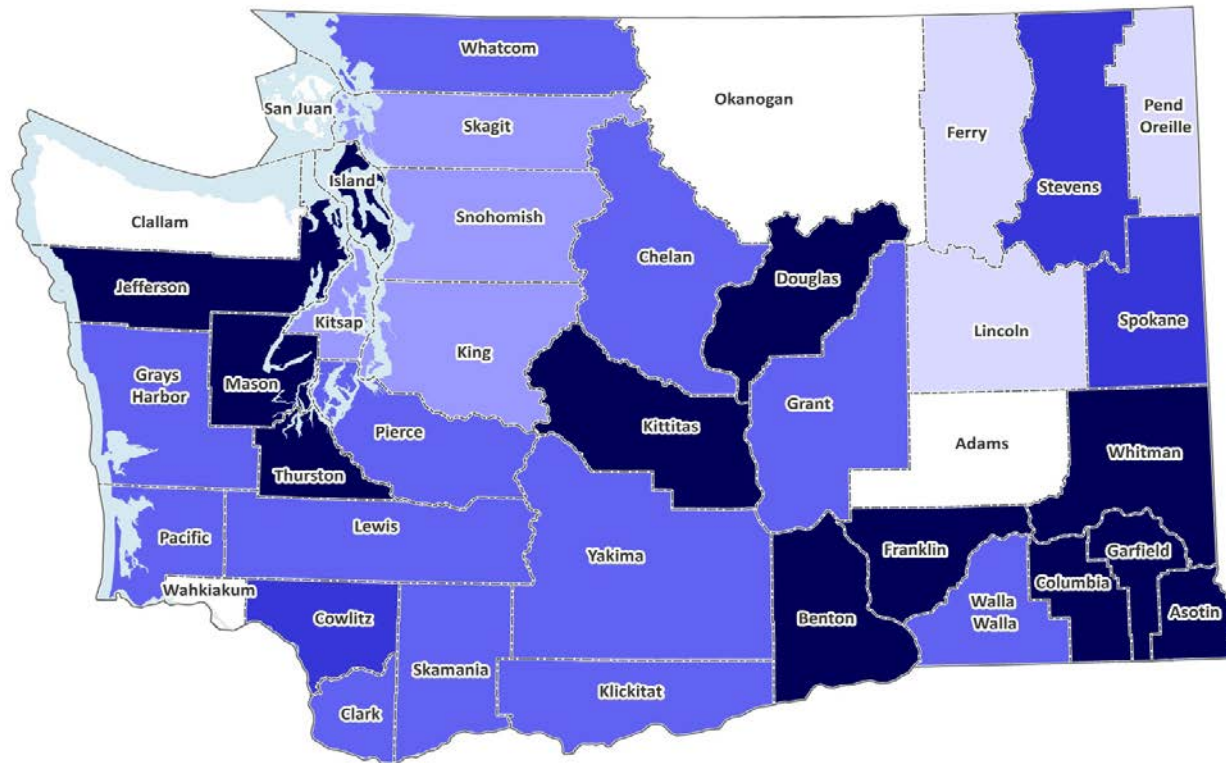 Whatcom
Okanogan
San Juan
Skagit
Ferry
Pend
Oreille
Island
Stevens
Clallam
Snohomish
Chelan
Douglas
Jefferson
Kitsap
Lincoln
Spokane
King
Grays
Harbor
Mason
Grant
Kittitas
Pierce
Adams
Whitman
Thurston
Lewis
Pacific
Yakima
Franklin
Garfield
Wahkiakum
Columbia
Walla
Walla
Asotin
Cowlitz
Benton
Skamania
Klickitat
Clark